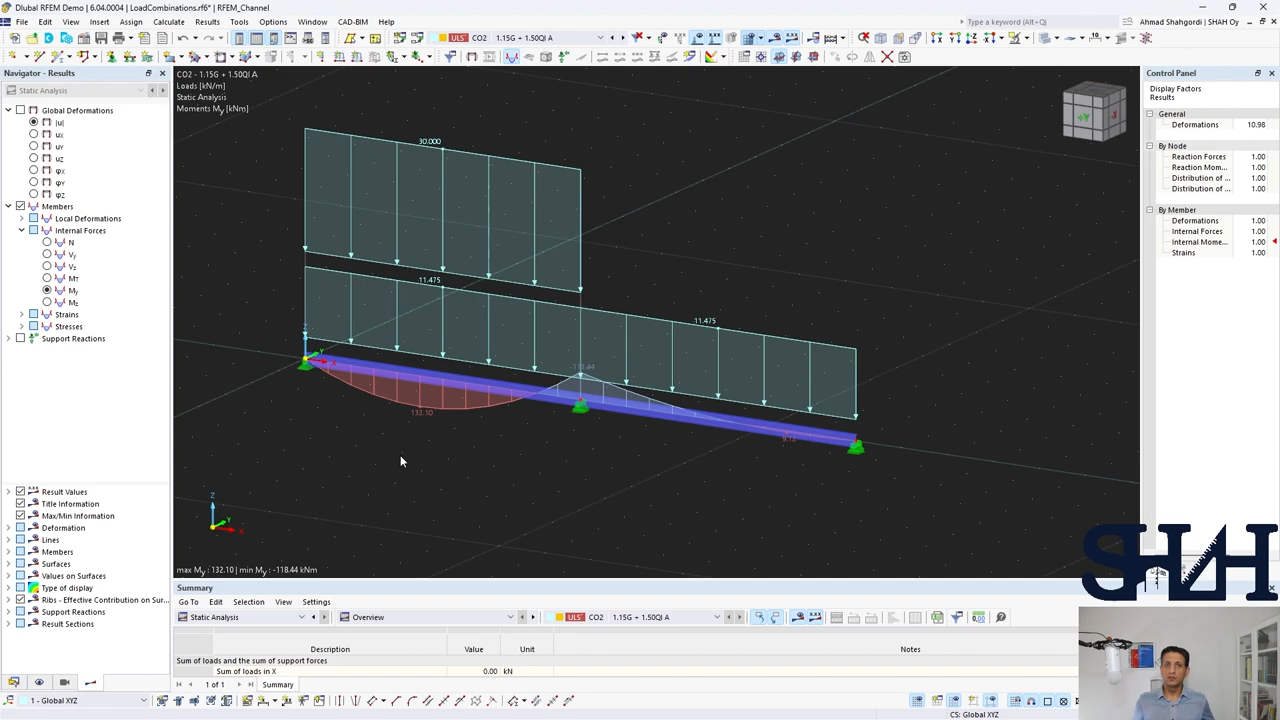 Dlubal RFEM Demo | 6.04.0004 | LoadCombinations.rf6* | RFEM_Channel
File Edit View Insert Assign Calculate Results Tools Options Window CAD-BIM Help
Type a keyword (Alt+Q)
Ahmad Shahgordi | SHAH Oy
ULS CO2 1.15G + 1.50QI A
Navigator - Results
Static Analysis
Global Deformations
|u|
uX
uY
uZ
φX
φY
φZ
Members
Local Deformations
Internal Forces
N
Vy
Vz
MT
My
Mz
Strains
Stresses
Support Reactions
Result Values
Title Information
Max/Min Information
Deformation
Lines
Members
Surfaces
Values on Surfaces
Type of display
Ribs - Effective Contribution on Sur...
Support Reactions
Result Sections
CO2 - 1.15G + 1.50QI A
Loads [kN/m]
Static Analysis
Moments My [kNm]
30.000
11.475
11.475
-118.44
132.10
9.12
Z
Y
X
Z
Y
X
+Y
-X
max My : 132.10 | min My : -118.44 kNm
Control Panel
Display Factors
Results
General
Deformations 10.98
By Node
Reaction Forces 1.00
Reaction Mom... 1.00
Distribution of ... 1.00
Distribution of ... 1.00
By Member
Deformations 1.00
Internal Forces 1.00
Internal Mome... 1.00
Strains 1.00
Summary
Go To Edit Selection View Settings
Static Analysis
Overview
ULS CO2 1.15G + 1.50QI A
Description Value Unit Notes
Sum of loads and the sum of support forces
Sum of loads in X 0.00 kN
1 of 1
Summary
1 - Global XYZ
CS: Global XYZ
SHAH